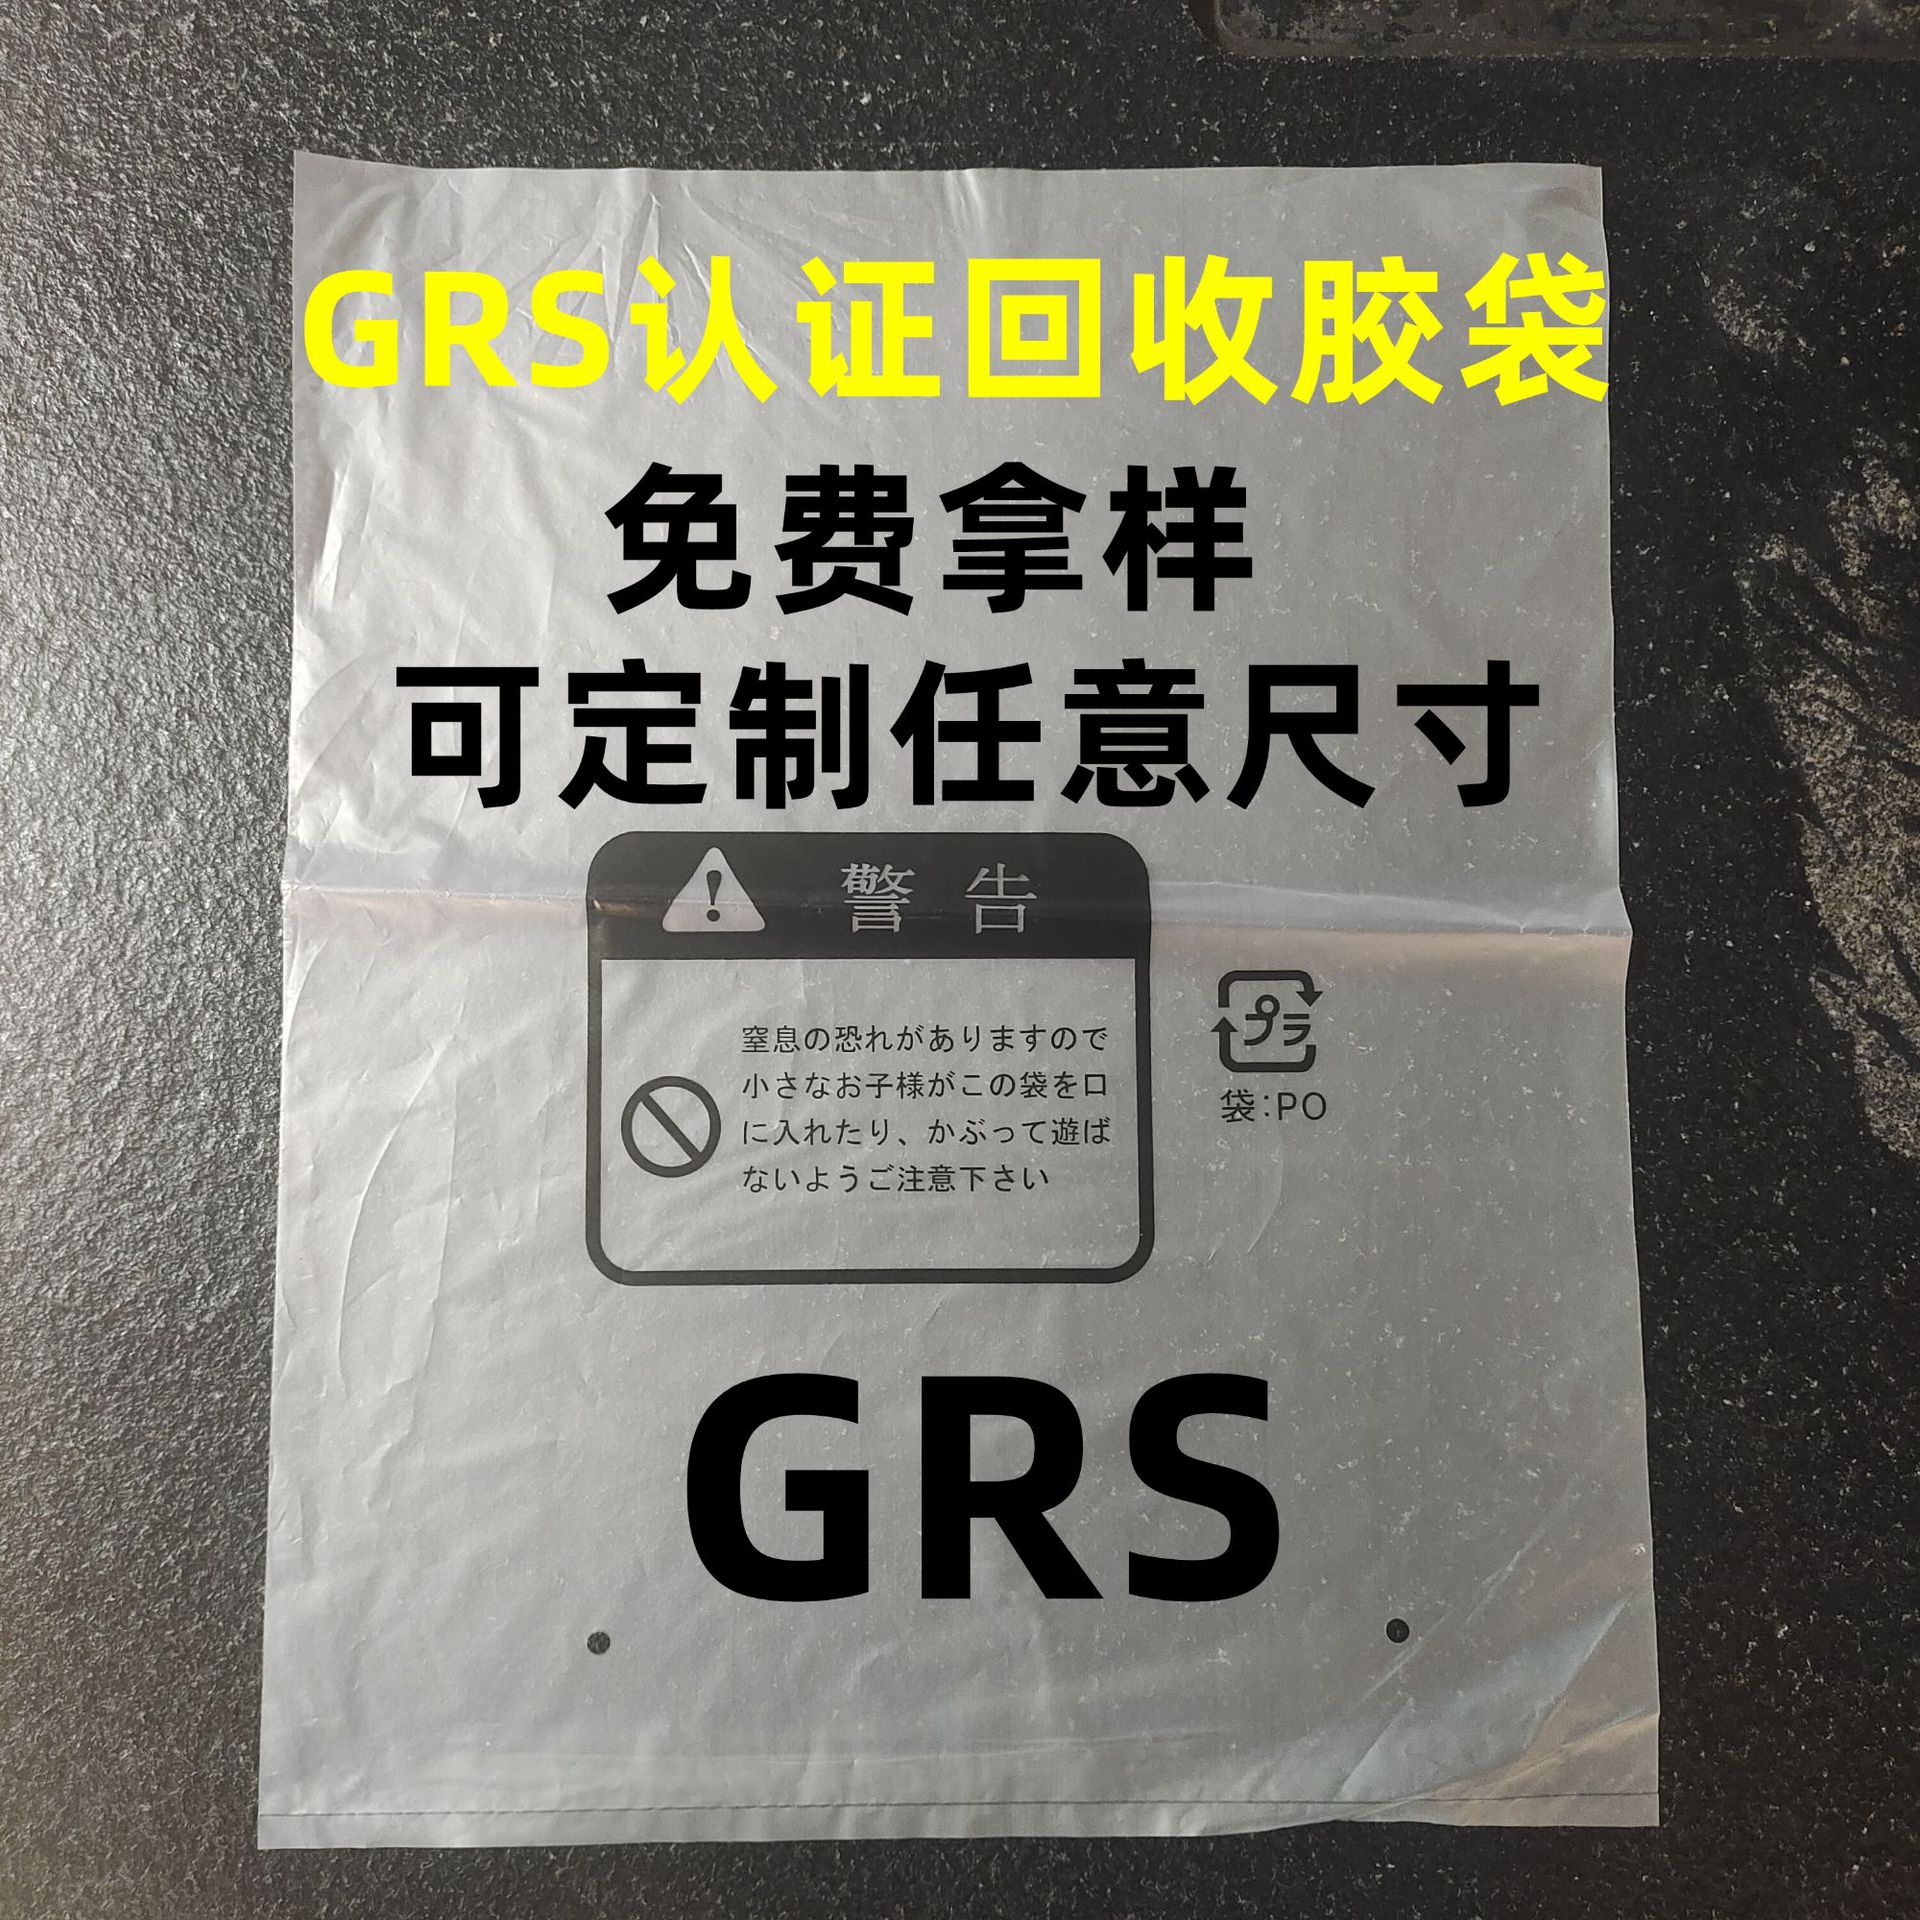 GRS认证回收胶袋
免费拿样
可定制任意尺寸
警告
窒息の恐れがありますので
小さなお子様がこの袋を口
に入れたり、かぶって遊ば
ないようご注意下さい
プラ
袋:PO
GRS